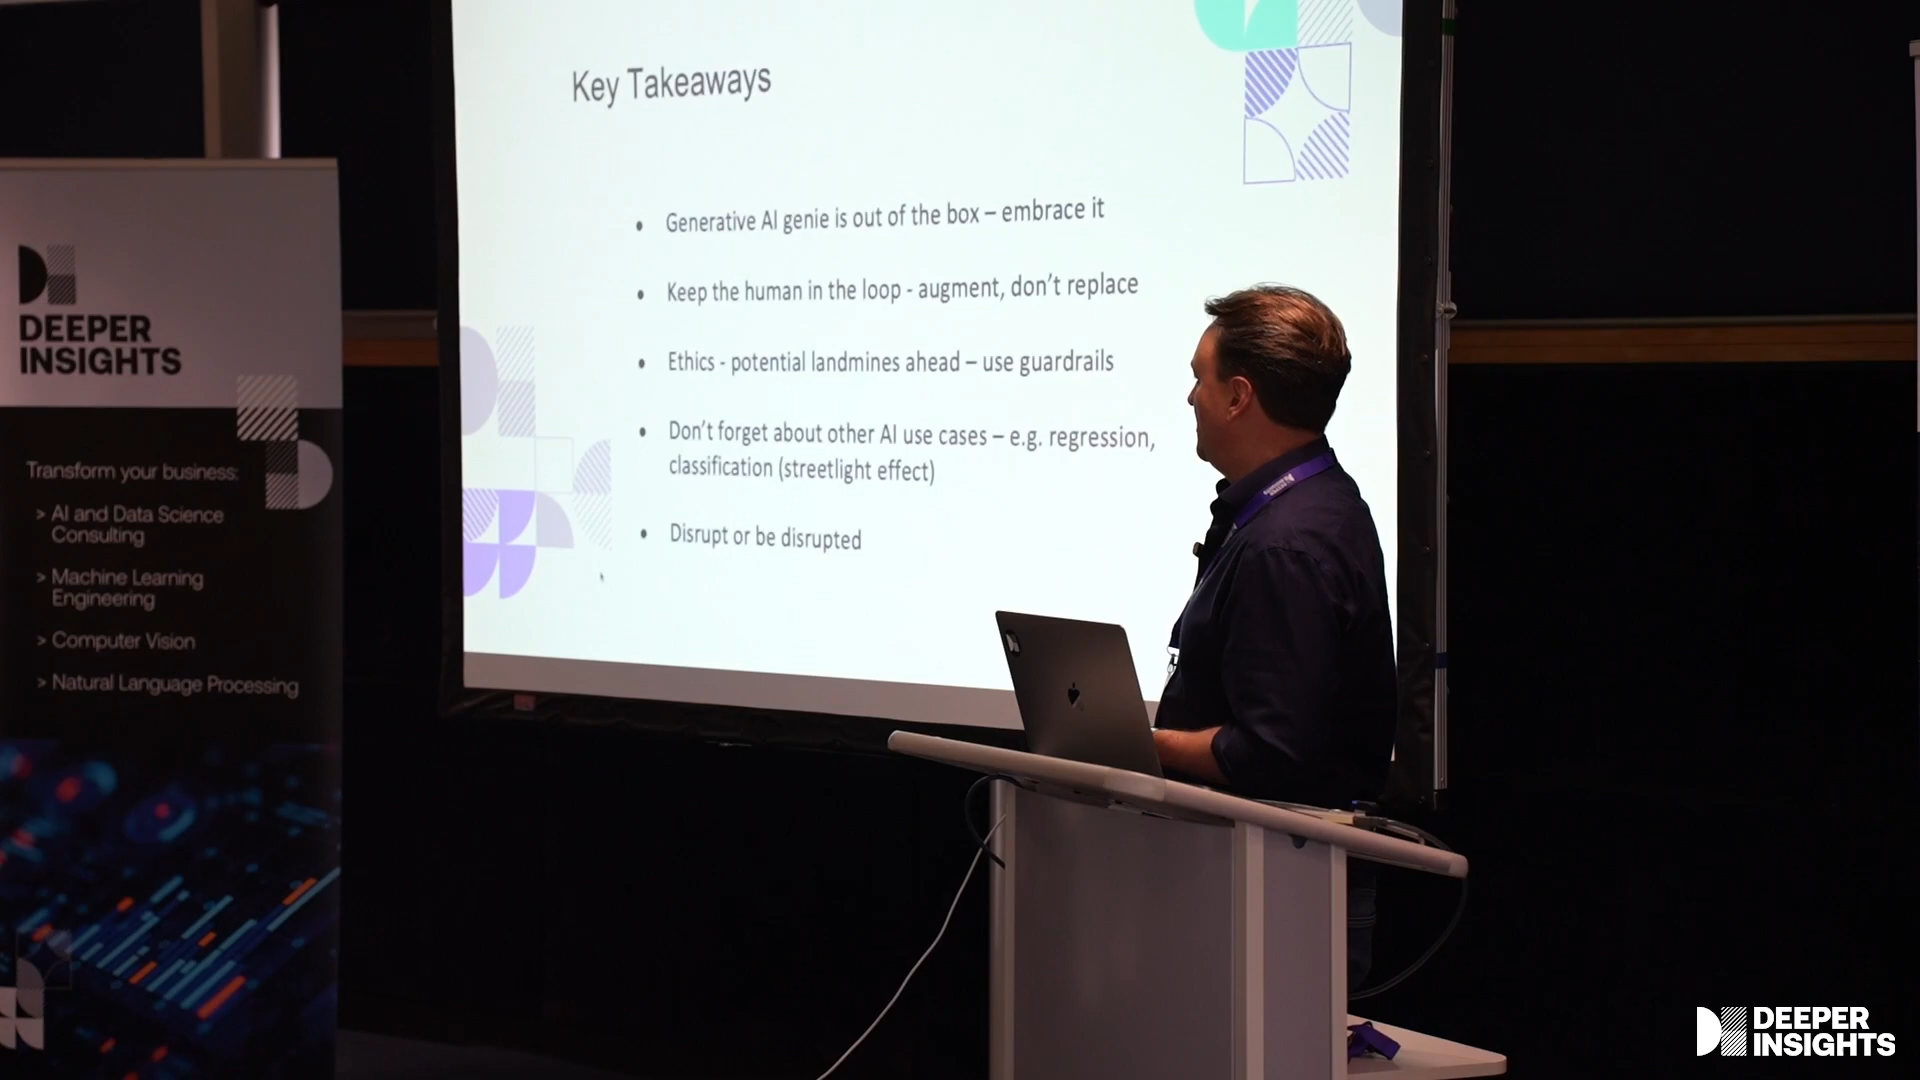 Key Takeaways
• Generative AI genie is out of the box – embrace it
• Keep the human in the loop - augment, don’t replace
• Ethics - potential landmines ahead – use guardrails
• Don’t forget about other AI use cases – e.g. regression,
classification (streetlight effect)
• Disrupt or be disrupted
DEEPER
INSIGHTS
Transform your business:
> AI and Data Science
Consulting
> Machine Learning
Engineering
> Computer Vision
> Natural Language Processing
DEEPER
INSIGHTS